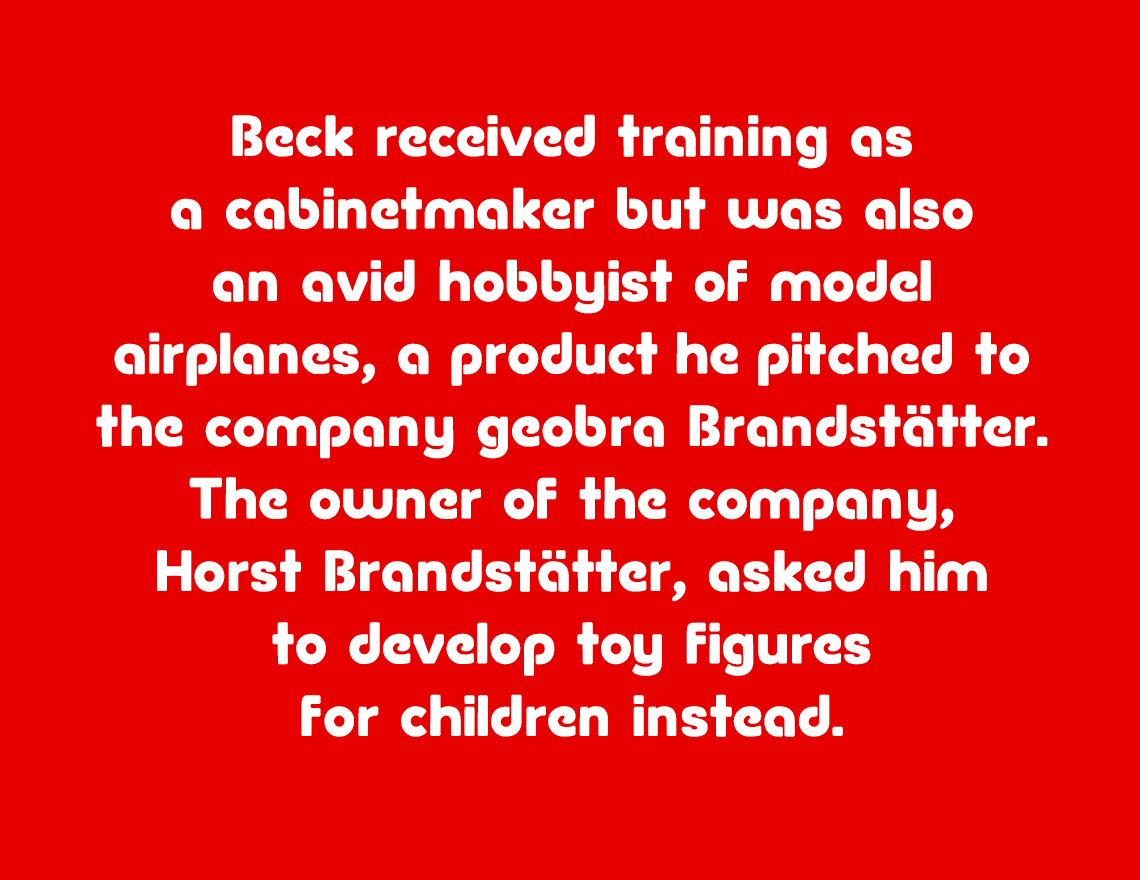 Beck received training as
a cabinetmaker but was also
an avid hobbyist of model
airplanes, a product he pitched to
the company geobra Brandstätter.
The owner of the company,
Horst Brandstätter, asked him
to develop toy figures
for children instead.